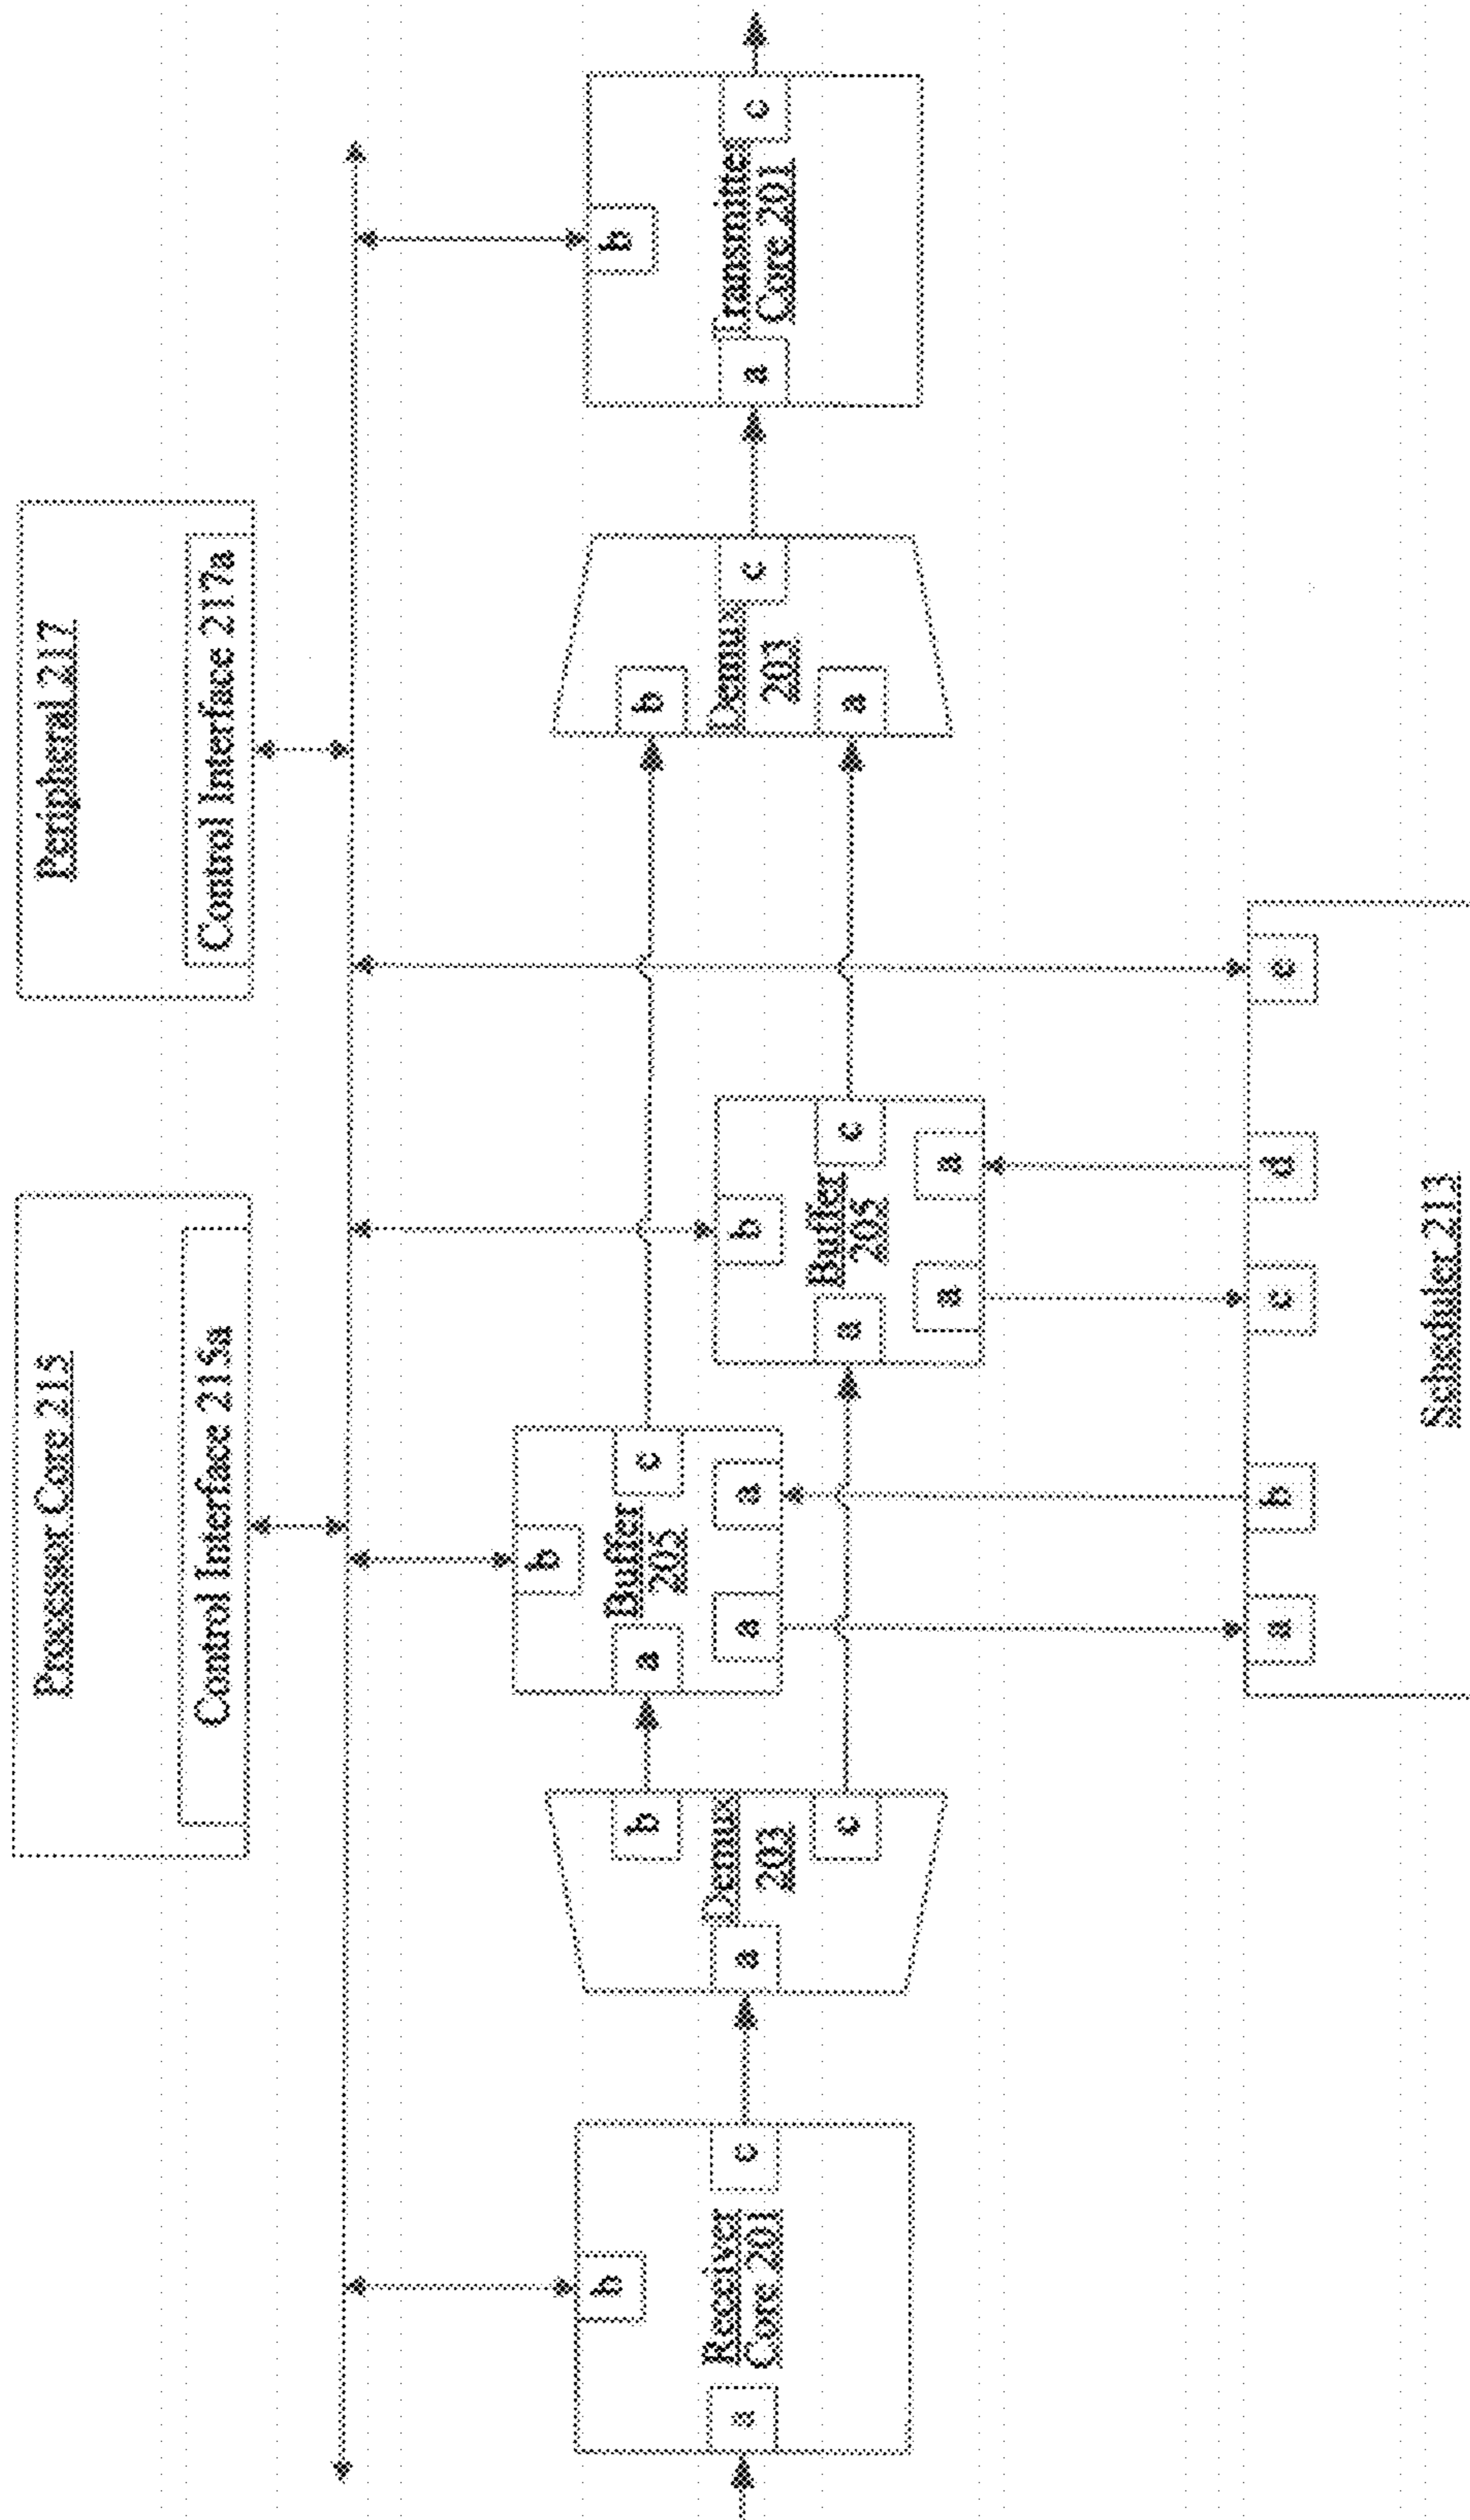 Processor Core 215
Control Interface 215a
Peripheral 217
Control Interface 217a
b
a
Receiver
Core 201
c
a
Demux
203
b
c
b
a
Buffer
205
c
a
a
b
a
Buffer
205
c
a
a
b
a
Demux
203
c
b
a
Transmitter
Core 201
c
a
b
c
d
c
Scheduler 213